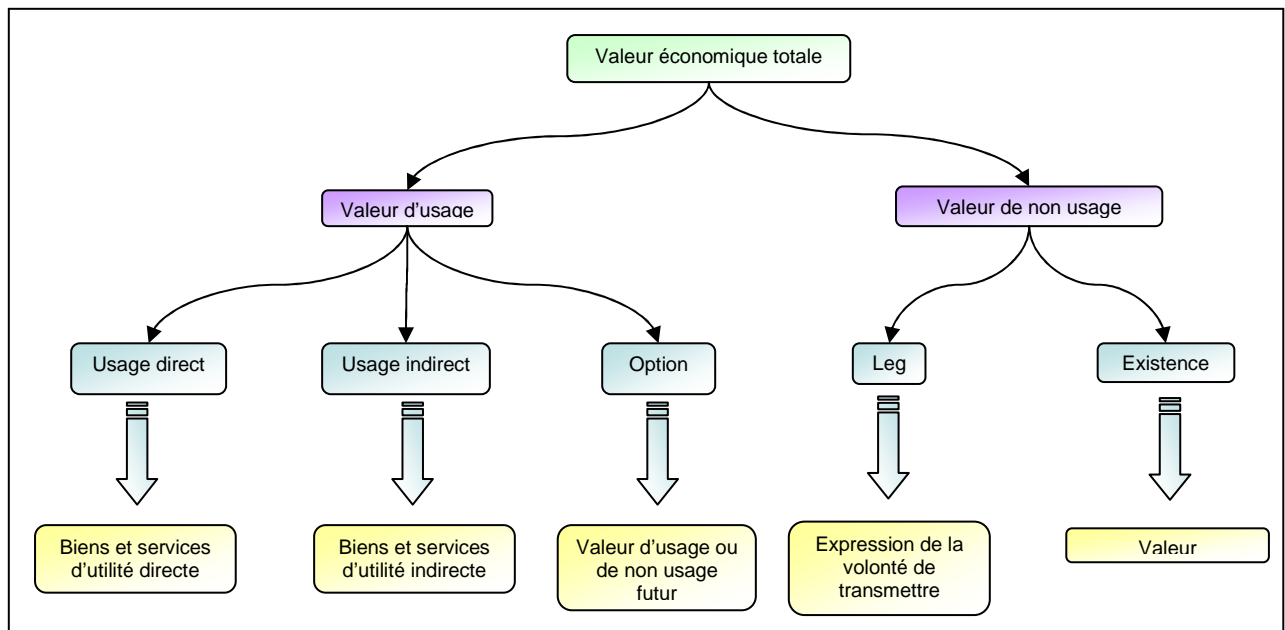 Valeur économique totale
Valeur d’usage
Valeur de non usage
Usage direct
Usage indirect
Option
Leg
Existence
Biens et services
d’utilité directe
Biens et services
d’utilité indirecte
Valeur d’usage ou
de non usage
futur
Expression de la
volonté de
transmettre
Valeur